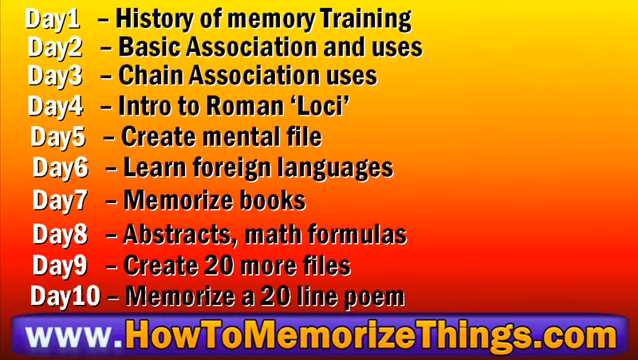 Day1 – History of memory Training
Day2 – Basic Association and uses
Day3 – Chain Association uses
Day4 – Intro to Roman ‘Loci’
Day5 – Create mental file
Day6 – Learn foreign languages
Day7 – Memorize books
Day8 – Abstracts, math formulas
Day9 – Create 20 more files
Day10 – Memorize a 20 line poem
www.HowToMemorizeThings.com